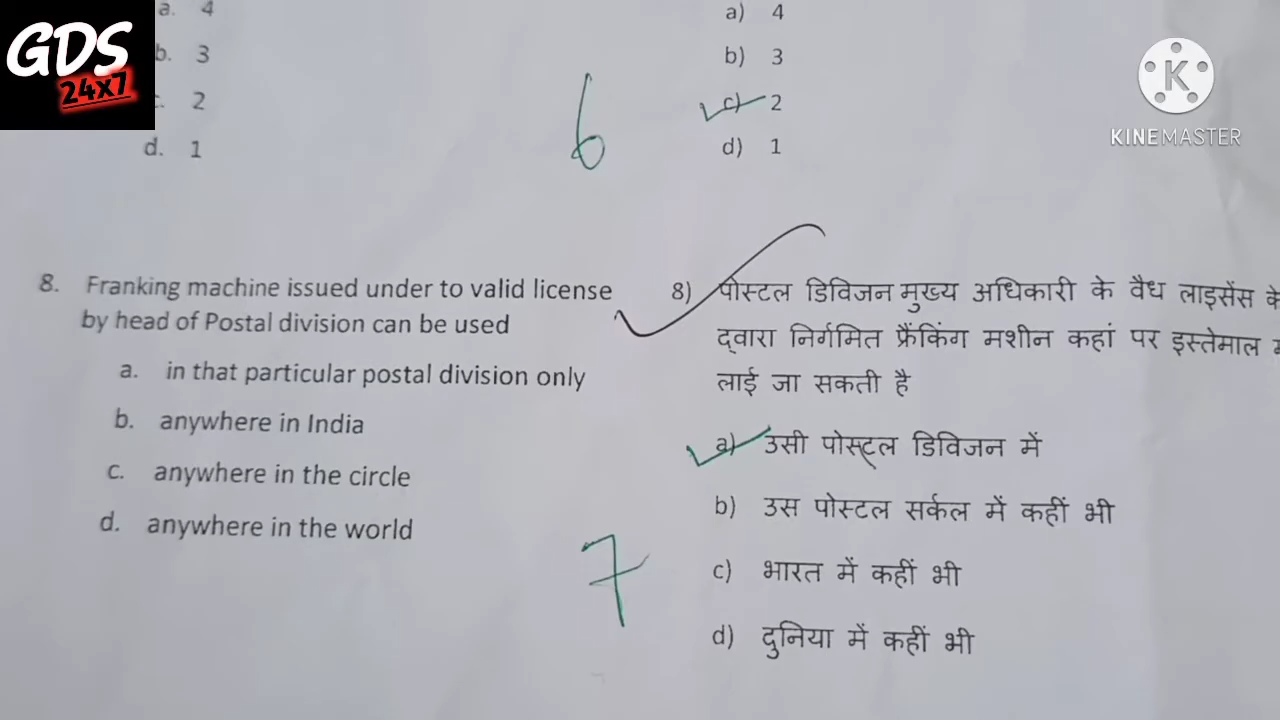 GDS
24x7
a. 4
b. 3
c. 2
d. 1
6
a) 4
b) 3
c) 2
d) 1
KINEMASTER
8. Franking machine issued under to valid license
by head of Postal division can be used
a. in that particular postal division only
b. anywhere in India
c. anywhere in the circle
d. anywhere in the world
7
8) पोस्टल डिविजन मुख्य अधिकारी के वैध लाइसेंस के
द्वारा निर्गमित फ्रैंकिंग मशीन कहां पर इस्तेमाल
लाई जा सकती है
a) उसी पोस्टल डिविजन में
b) उस पोस्टल सर्कल में कहीं भी
c) भारत में कहीं भी
d) दुनिया में कहीं भी